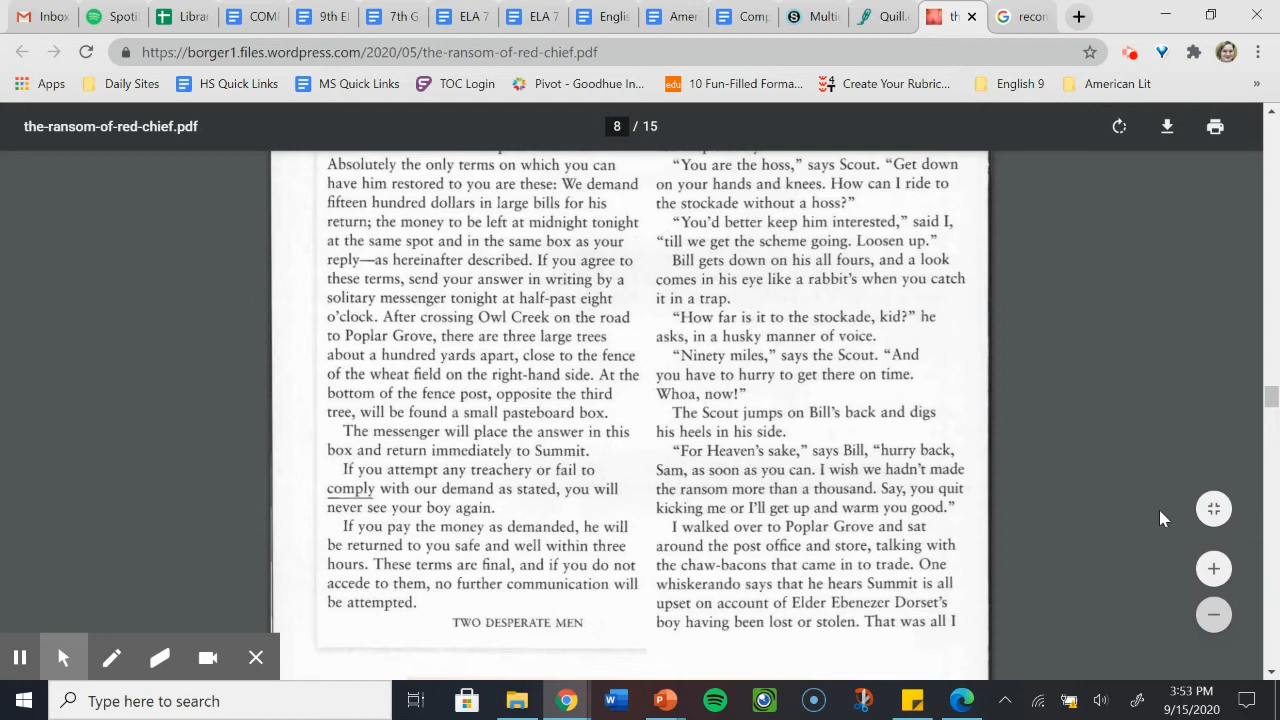 Inbox
Spoti
Librar
COM
9th El
7th G
ELA 7
ELA 7
Englis
Amer
Comp
Multi
Quill.
th
recor
https://borger1.files.wordpress.com/2020/05/the-ransom-of-red-chief.pdf
Apps
Daily Sites
HS Quick Links
MS Quick Links
TOC Login
Pivot - Goodhue In...
edu
10 Fun-Filled Forma...
Create Your Rubric...
English 9
American Lit
»
the-ransom-of-red-chief.pdf
8 / 15
Absolutely the only terms on which you can
have him restored to you are these: We demand
fifteen hundred dollars in large bills for his
return; the money to be left at midnight tonight
at the same spot and in the same box as your
reply—as hereinafter described. If you agree to
these terms, send your answer in writing by a
solitary messenger tonight at half-past eight
o'clock. After crossing Owl Creek on the road
to Poplar Grove, there are three large trees
about a hundred yards apart, close to the fence
of the wheat field on the right-hand side. At the
bottom of the fence post, opposite the third
tree, will be found a small pasteboard box.
The messenger will place the answer in this
box and return immediately to Summit.
If you attempt any treachery or fail to
comply with our demand as stated, you will
never see your boy again.
If you pay the money as demanded, he will
be returned to you safe and well within three
hours. These terms are final, and if you do not
accede to them, no further communication will
be attempted.
TWO DESPERATE MEN
"You are the hoss," says Scout. "Get down
on your hands and knees. How can I ride to
the stockade without a hoss?"
"You'd better keep him interested," said I,
"till we get the scheme going. Loosen up."
Bill gets down on his all fours, and a look
comes in his eye like a rabbit's when you catch
it in a trap.
"How far is it to the stockade, kid?" he
asks, in a husky manner of voice.
"Ninety miles," says the Scout. "And
you have to hurry to get there on time.
Whoa, now!"
The Scout jumps on Bill's back and digs
his heels in his side.
"For Heaven's sake," says Bill, "hurry back,
Sam, as soon as you can. I wish we hadn't made
the ransom more than a thousand. Say, you quit
kicking me or I'll get up and warm you good."
I walked over to Poplar Grove and sat
around the post office and store, talking with
the chaw-bacons that came in to trade. One
whiskerando says that he hears Summit is all
upset on account of Elder Ebenezer Dorset's
boy having been lost or stolen. That was all I
Type here to search
3:53 PM
9/15/2020